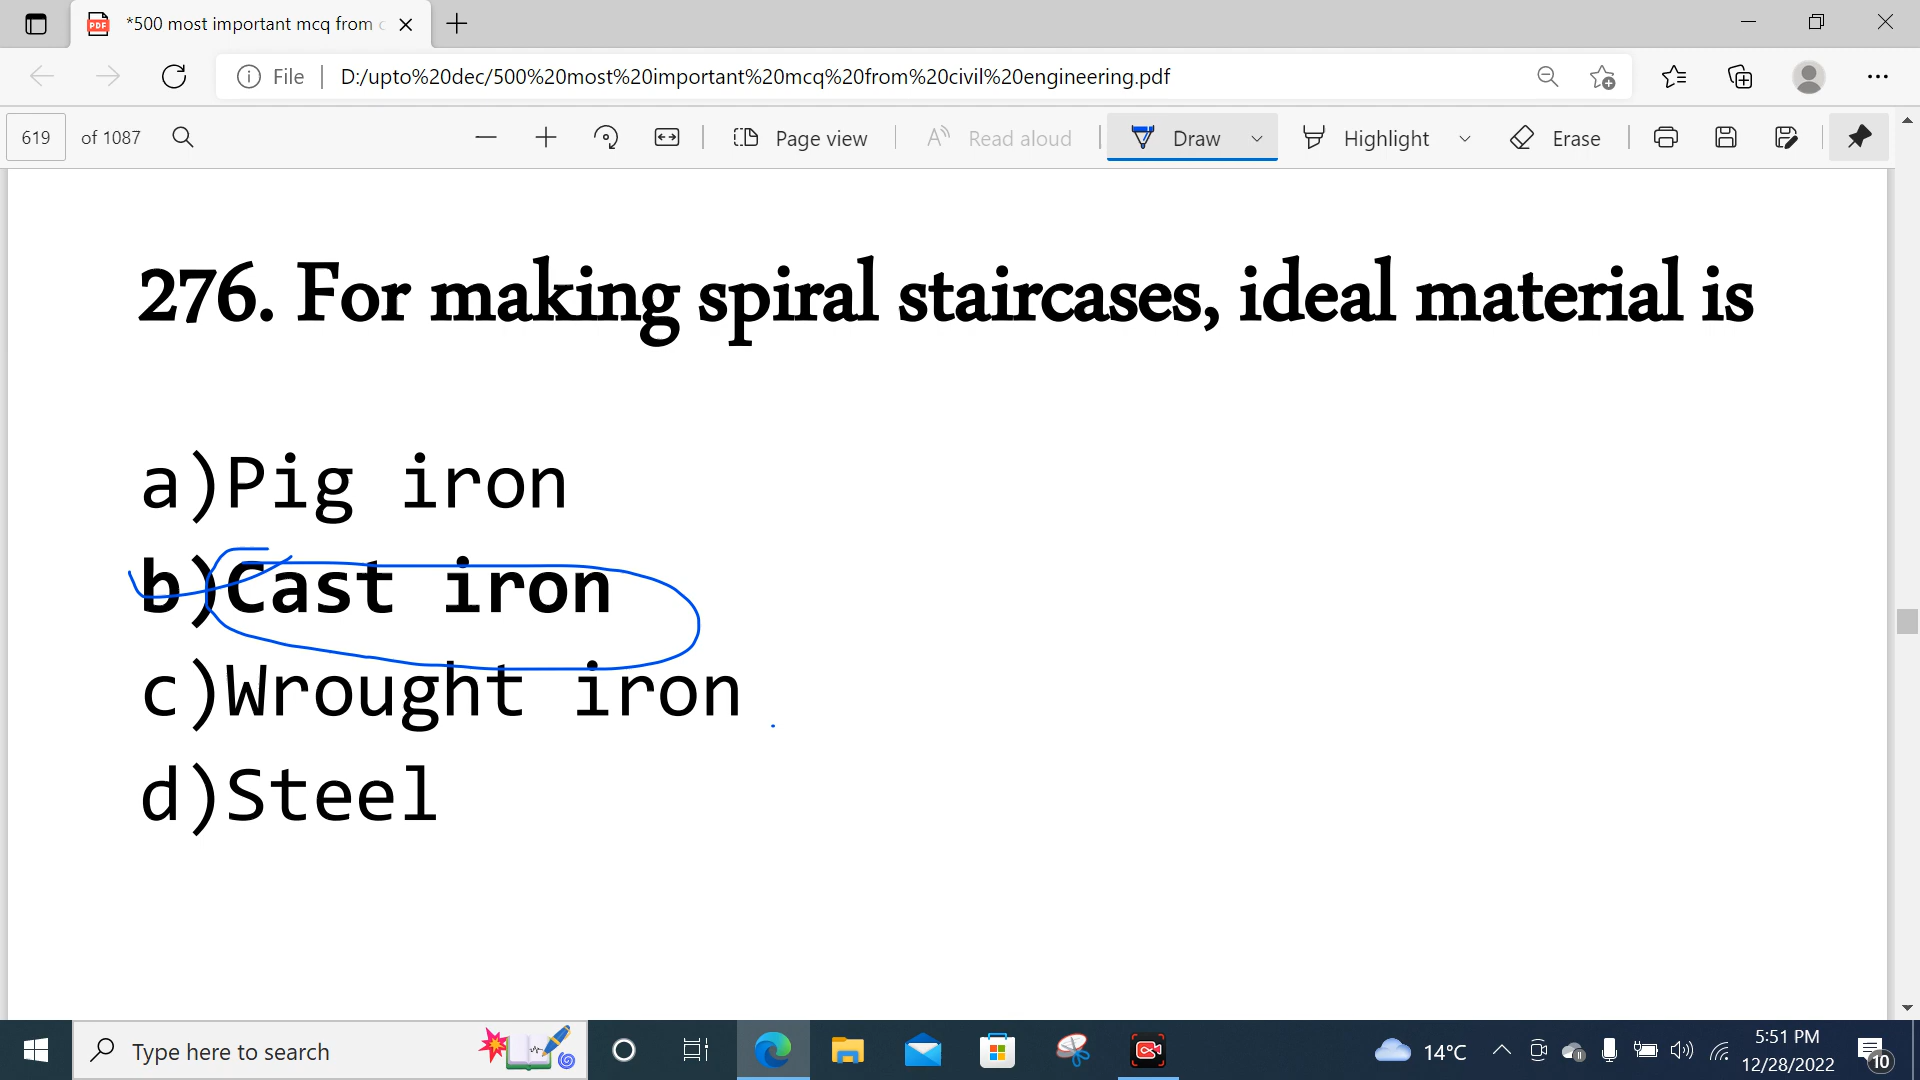 *500 most important mcq from c
File
D:/upto%20dec/500%20most%20important%20mcq%20from%20civil%20engineering.pdf
619 of 1087
Page view
Read aloud
Draw
Highlight
Erase
276. For making spiral staircases, ideal material is
a)Pig iron
b)Cast iron
c)Wrought iron
d)Steel
Type here to search
14°C
5:51 PM
12/28/2022
10